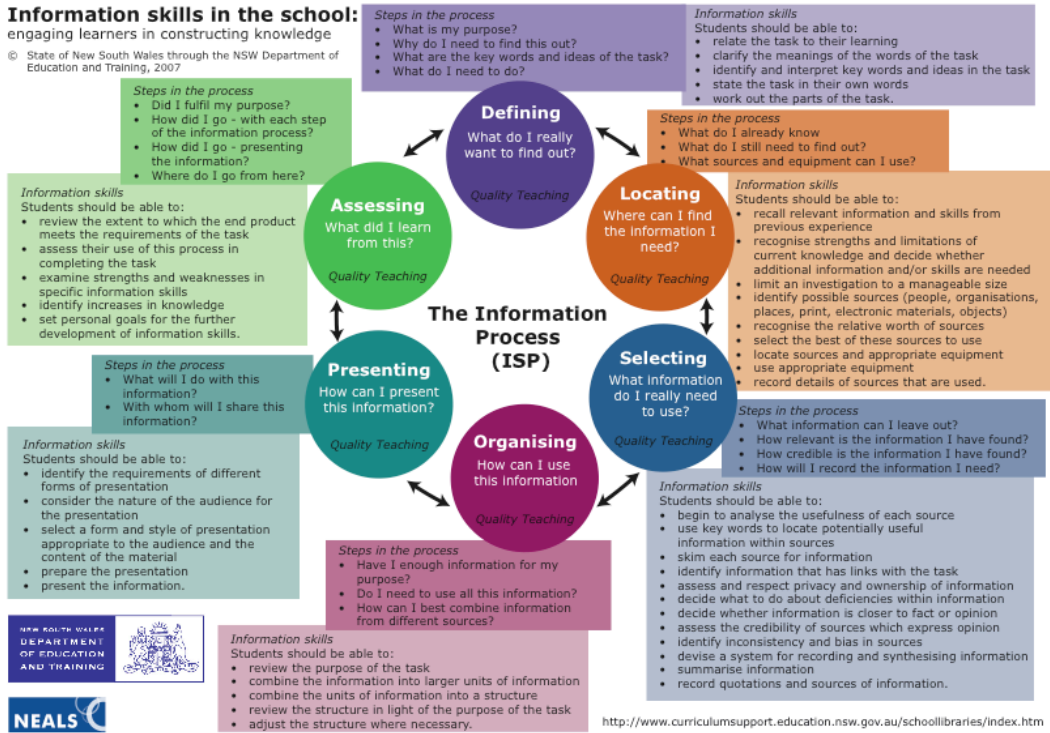 Information skills in the school:
engaging learners in constructing knowledge
© State of New South Wales through the NSW Department of
Education and Training, 2007
Steps in the process
• What is my purpose?
• Why do I need to find this out?
• What are the key words and ideas of the task?
• What do I need to do?
Information skills
Students should be able to:
• relate the task to their learning
• clarify the meanings of the words of the task
• identify and interpret key words and ideas in the task
• state the task in their own words
• work out the parts of the task.
Defining
What do I really
want to find out?
Quality Teaching
Steps in the process
• What do I already know
• What do I still need to find out?
• What sources and equipment can I use?
Locating
Where can I find
the information I
need?
Quality Teaching
Information skills
Students should be able to:
• recall relevant information and skills from
previous experience
• recognise strengths and limitations of
current knowledge and decide whether
additional information and/or skills are needed
• limit an investigation to a manageable size
• identify possible sources (people, organisations,
places, print, electronic materials, objects)
• recognise the relative worth of sources
• select the best of these sources to use
• locate sources and appropriate equipment
• use appropriate equipment
• record details of sources that are used.
Selecting
What information
do I really need
to use?
Quality Teaching
Steps in the process
• What information can I leave out?
• How relevant is the information I have found?
• How credible is the information I have found?
• How will I record the information I need?
Information skills
Students should be able to:
• begin to analyse the usefulness of each source
• use key words to locate potentially useful
information within sources
• skim each source for information
• identify information that has links with the task
• assess and respect privacy and ownership of information
• decide what to do about deficiencies within information
• decide whether information is closer to fact or opinion
• assess the credibility of sources which express opinion
• identify inconsistency and bias in sources
• devise a system for recording and synthesising information
• summarise information
• record quotations and sources of information.
Organising
How can I use
this information
Quality Teaching
Steps in the process
• Have I enough information for my
purpose?
• Do I need to use all this information?
• How can I best combine information
from different sources?
Information skills
Students should be able to:
• review the purpose of the task
• combine the information into larger units of information
• combine the units of information into a structure
• review the structure in light of the purpose of the task
• adjust the structure where necessary.
Presenting
How can I present
this information?
Quality Teaching
Steps in the process
• What will I do with this
information?
• With whom will I share this
information?
Information skills
Students should be able to:
• identify the requirements of different
forms of presentation
• consider the nature of the audience for
the presentation
• select a form and style of presentation
appropriate to the audience and the
content of the material
• prepare the presentation
• present the information.
Assessing
What did I learn
from this?
Quality Teaching
Steps in the process
• Did I fulfil my purpose?
• How did I go - with each step
of the information process?
• How did I go - presenting
the information?
• Where do I go from here?
Information skills
Students should be able to:
• review the extent to which the end product
meets the requirements of the task
• assess their use of this process in
completing the task
• examine strengths and weaknesses in
specific information skills
• identify increases in knowledge
• set personal goals for the further
development of information skills.
The Information
Process
(ISP)
NEW SOUTH WALES
DEPARTMENT
OF EDUCATION
AND TRAINING
NEALS
http://www.curriculumsupport.education.nsw.gov.au/schoollibraries/index.htm